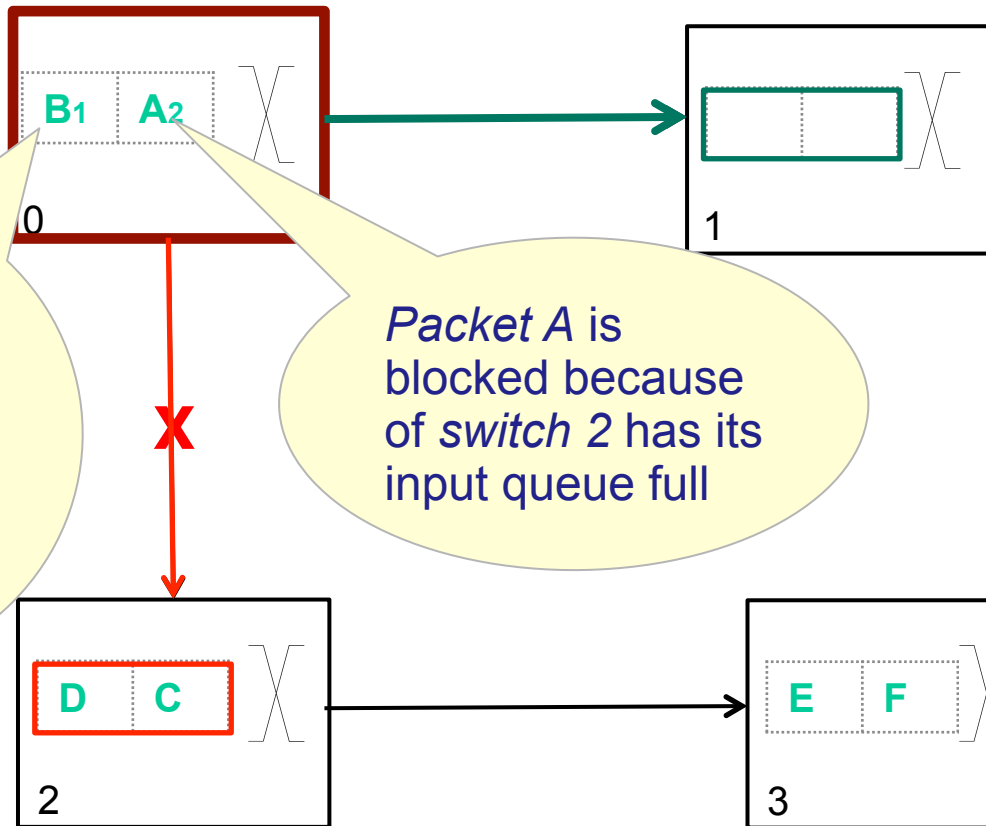 B1 A2
0
1
Packet A is
blocked because
of switch 2 has its
input queue full
X
D C
2
E F
3